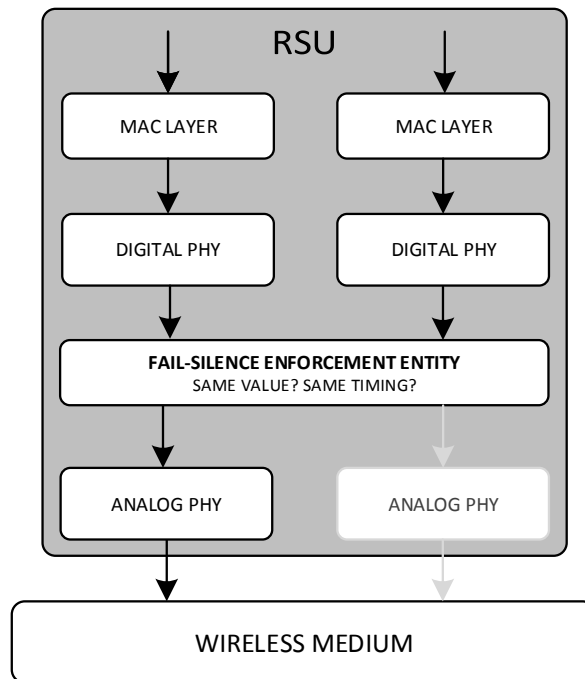 RSU
MAC LAYER
MAC LAYER
DIGITAL PHY
DIGITAL PHY
FAIL-SILENCE ENFORCEMENT ENTITY
SAME VALUE? SAME TIMING?
ANALOG PHY
ANALOG PHY
WIRELESS MEDIUM